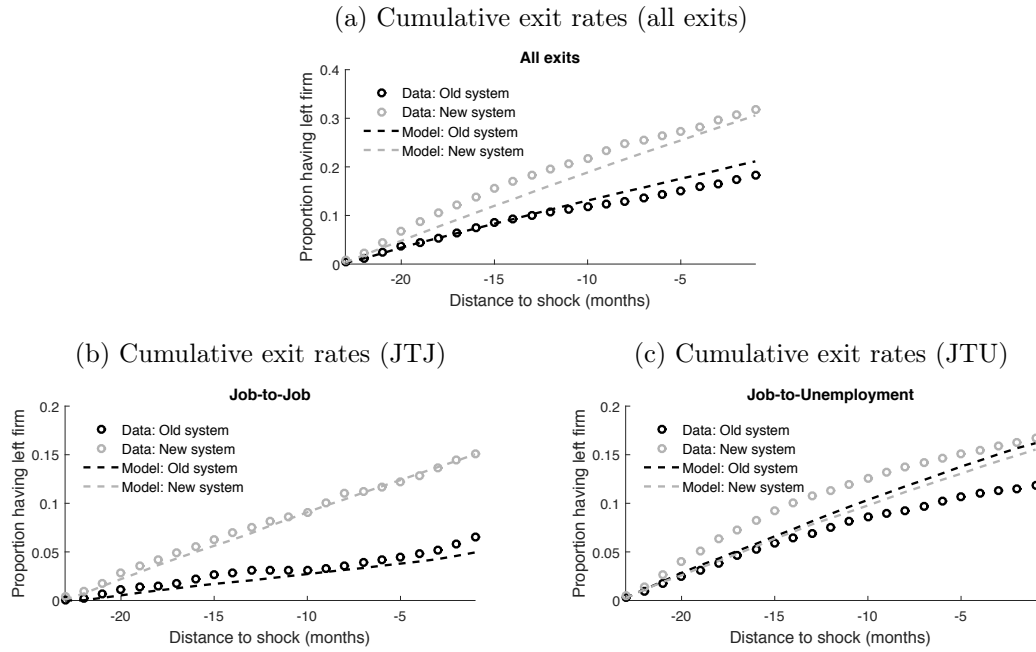 (a) Cumulative exit rates (all exits)
All exits
Proportion having left firm
0.4
0.3
0.2
0.1
0
Data: Old system
Data: New system
Model: Old system
Model: New system
-20 -15 -10 -5
Distance to shock (months)
(b) Cumulative exit rates (JTJ)
Job-to-Job
Proportion having left firm
0.2
0.15
0.1
0.05
0
Data: Old system
Data: New system
Model: Old system
Model: New system
-20 -15 -10 -5
Distance to shock (months)
(c) Cumulative exit rates (JTU)
Job-to-Unemployment
Proportion having left firm
0.2
0.15
0.1
0.05
0
Data: Old system
Data: New system
Model: Old system
Model: New system
-20 -15 -10 -5
Distance to shock (months)